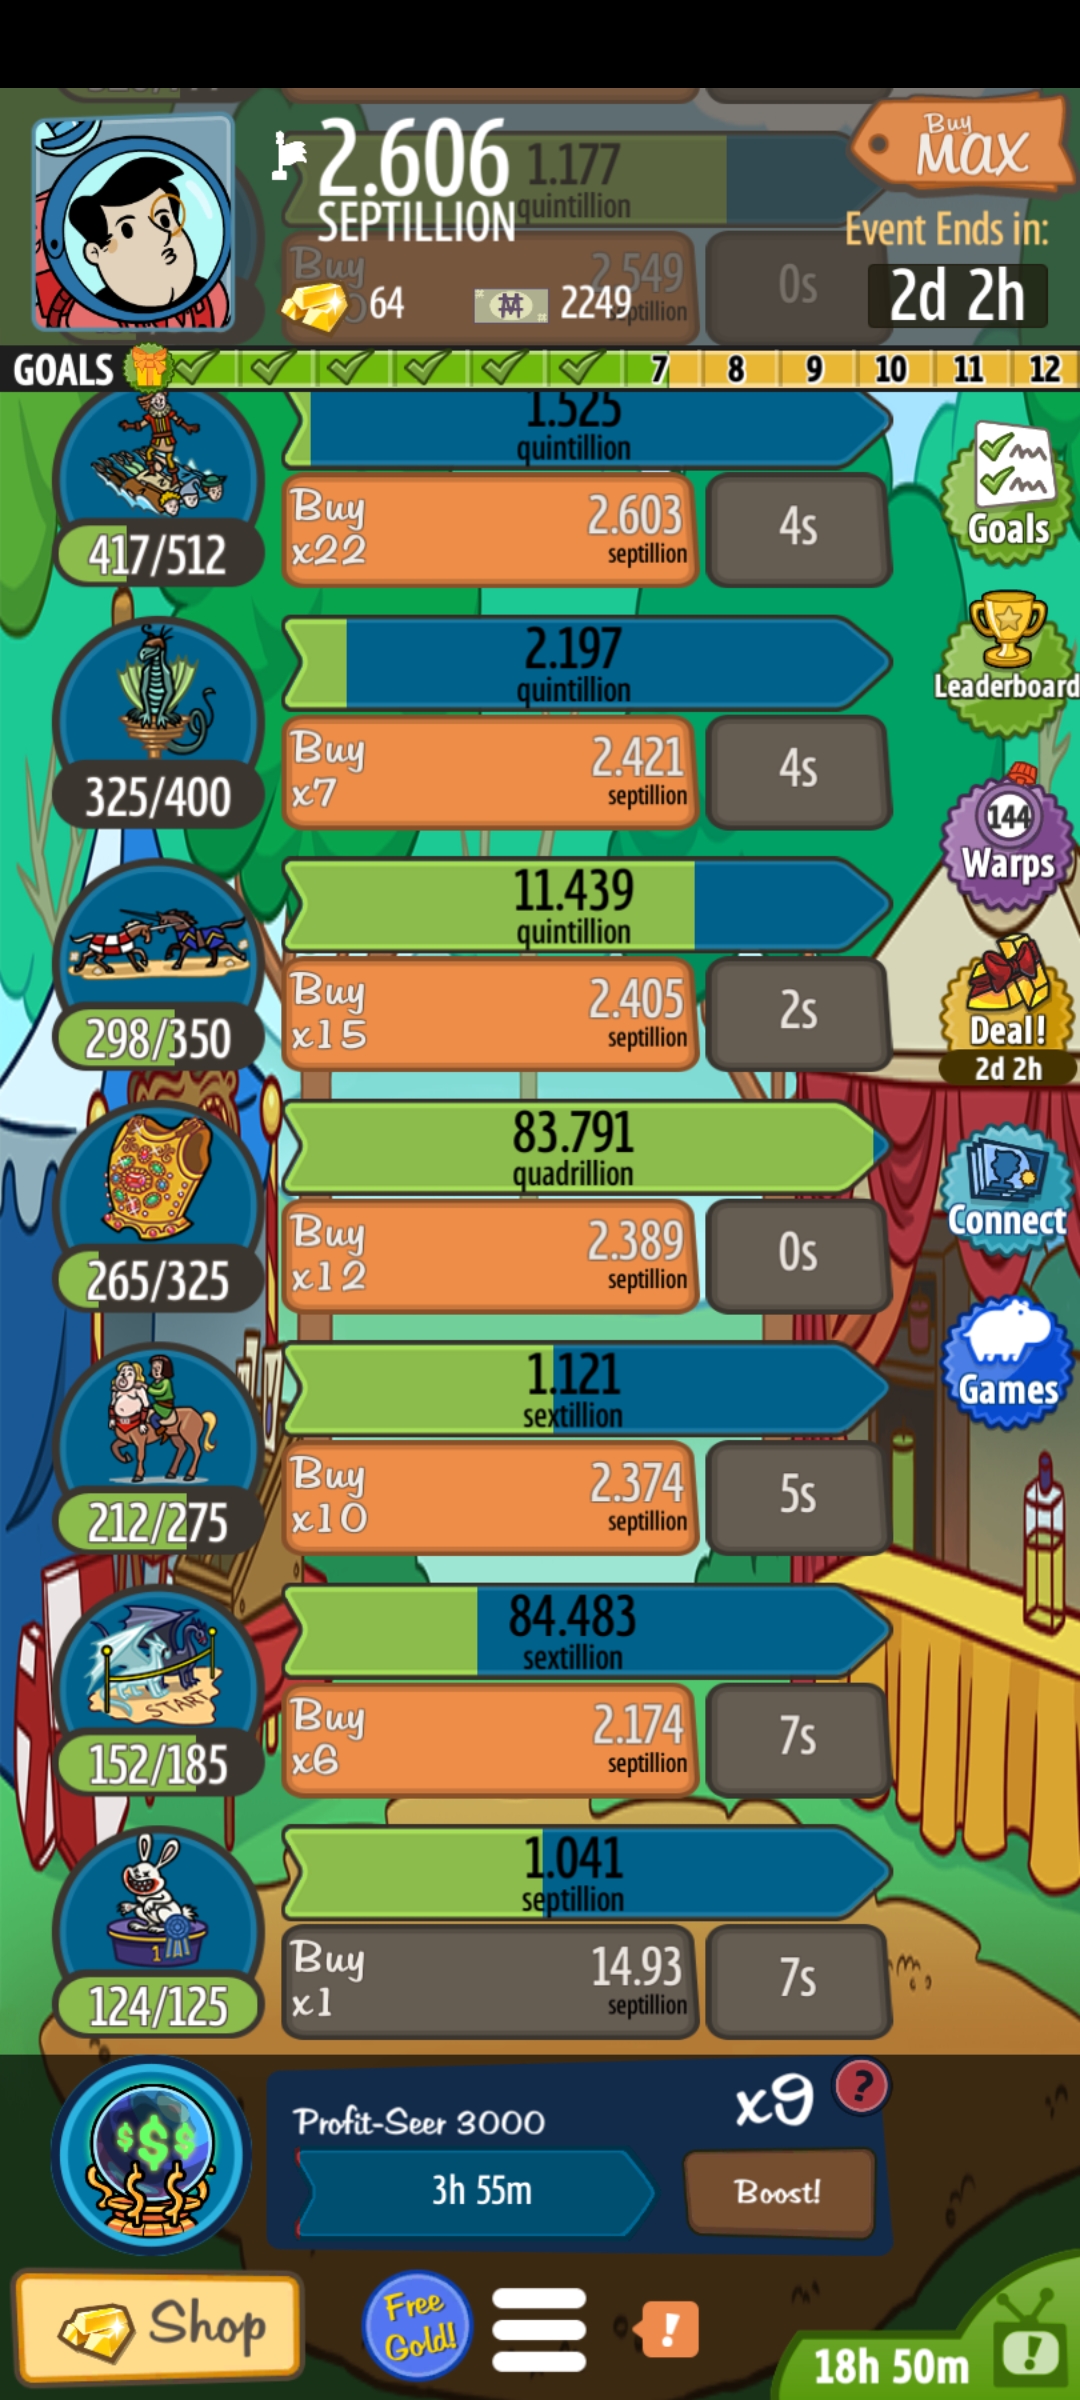 2.606
SEPTILLION
1.177
quintillion
Buy
MAX
Event Ends in:
2d 2h
Buy
2.549
septillion
0s
64
2249
GOALS
7 8 9 10 11 12
1.525
quintillion
Buy
x22
2.603
septillion
4s
417/512
Goals
2.197
quintillion
Buy
x7
2.421
septillion
4s
325/400
Leaderboard
11.439
quintillion
Buy
x15
2.405
septillion
2s
298/350
144
Warps
Deal!
2d 2h
83.791
quadrillion
Buy
x12
2.389
septillion
0s
265/325
Connect
1.121
sextillion
Buy
x10
2.374
septillion
5s
212/275
Games
84.483
sextillion
Buy
x6
2.174
septillion
7s
START
152/185
1.041
septillion
Buy
x1
14.93
septillion
7s
1
124/125
$$$
Profit-Seer 3000
x9
?
3h 55m
Boost!
Shop
Free
Gold!
!
18h 50m
!